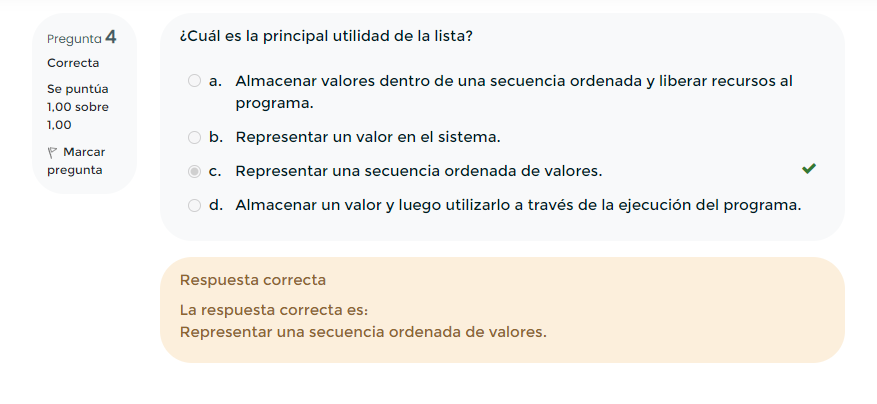 Pregunta 4
Correcta
Se puntúa
1,00 sobre
1,00
Marcar
pregunta
¿Cuál es la principal utilidad de la lista?
a. Almacenar valores dentro de una secuencia ordenada y liberar recursos al
programa.
b. Representar un valor en el sistema.
c. Representar una secuencia ordenada de valores.
d. Almacenar un valor y luego utilizarlo a través de la ejecución del programa.
Respuesta correcta
La respuesta correcta es:
Representar una secuencia ordenada de valores.